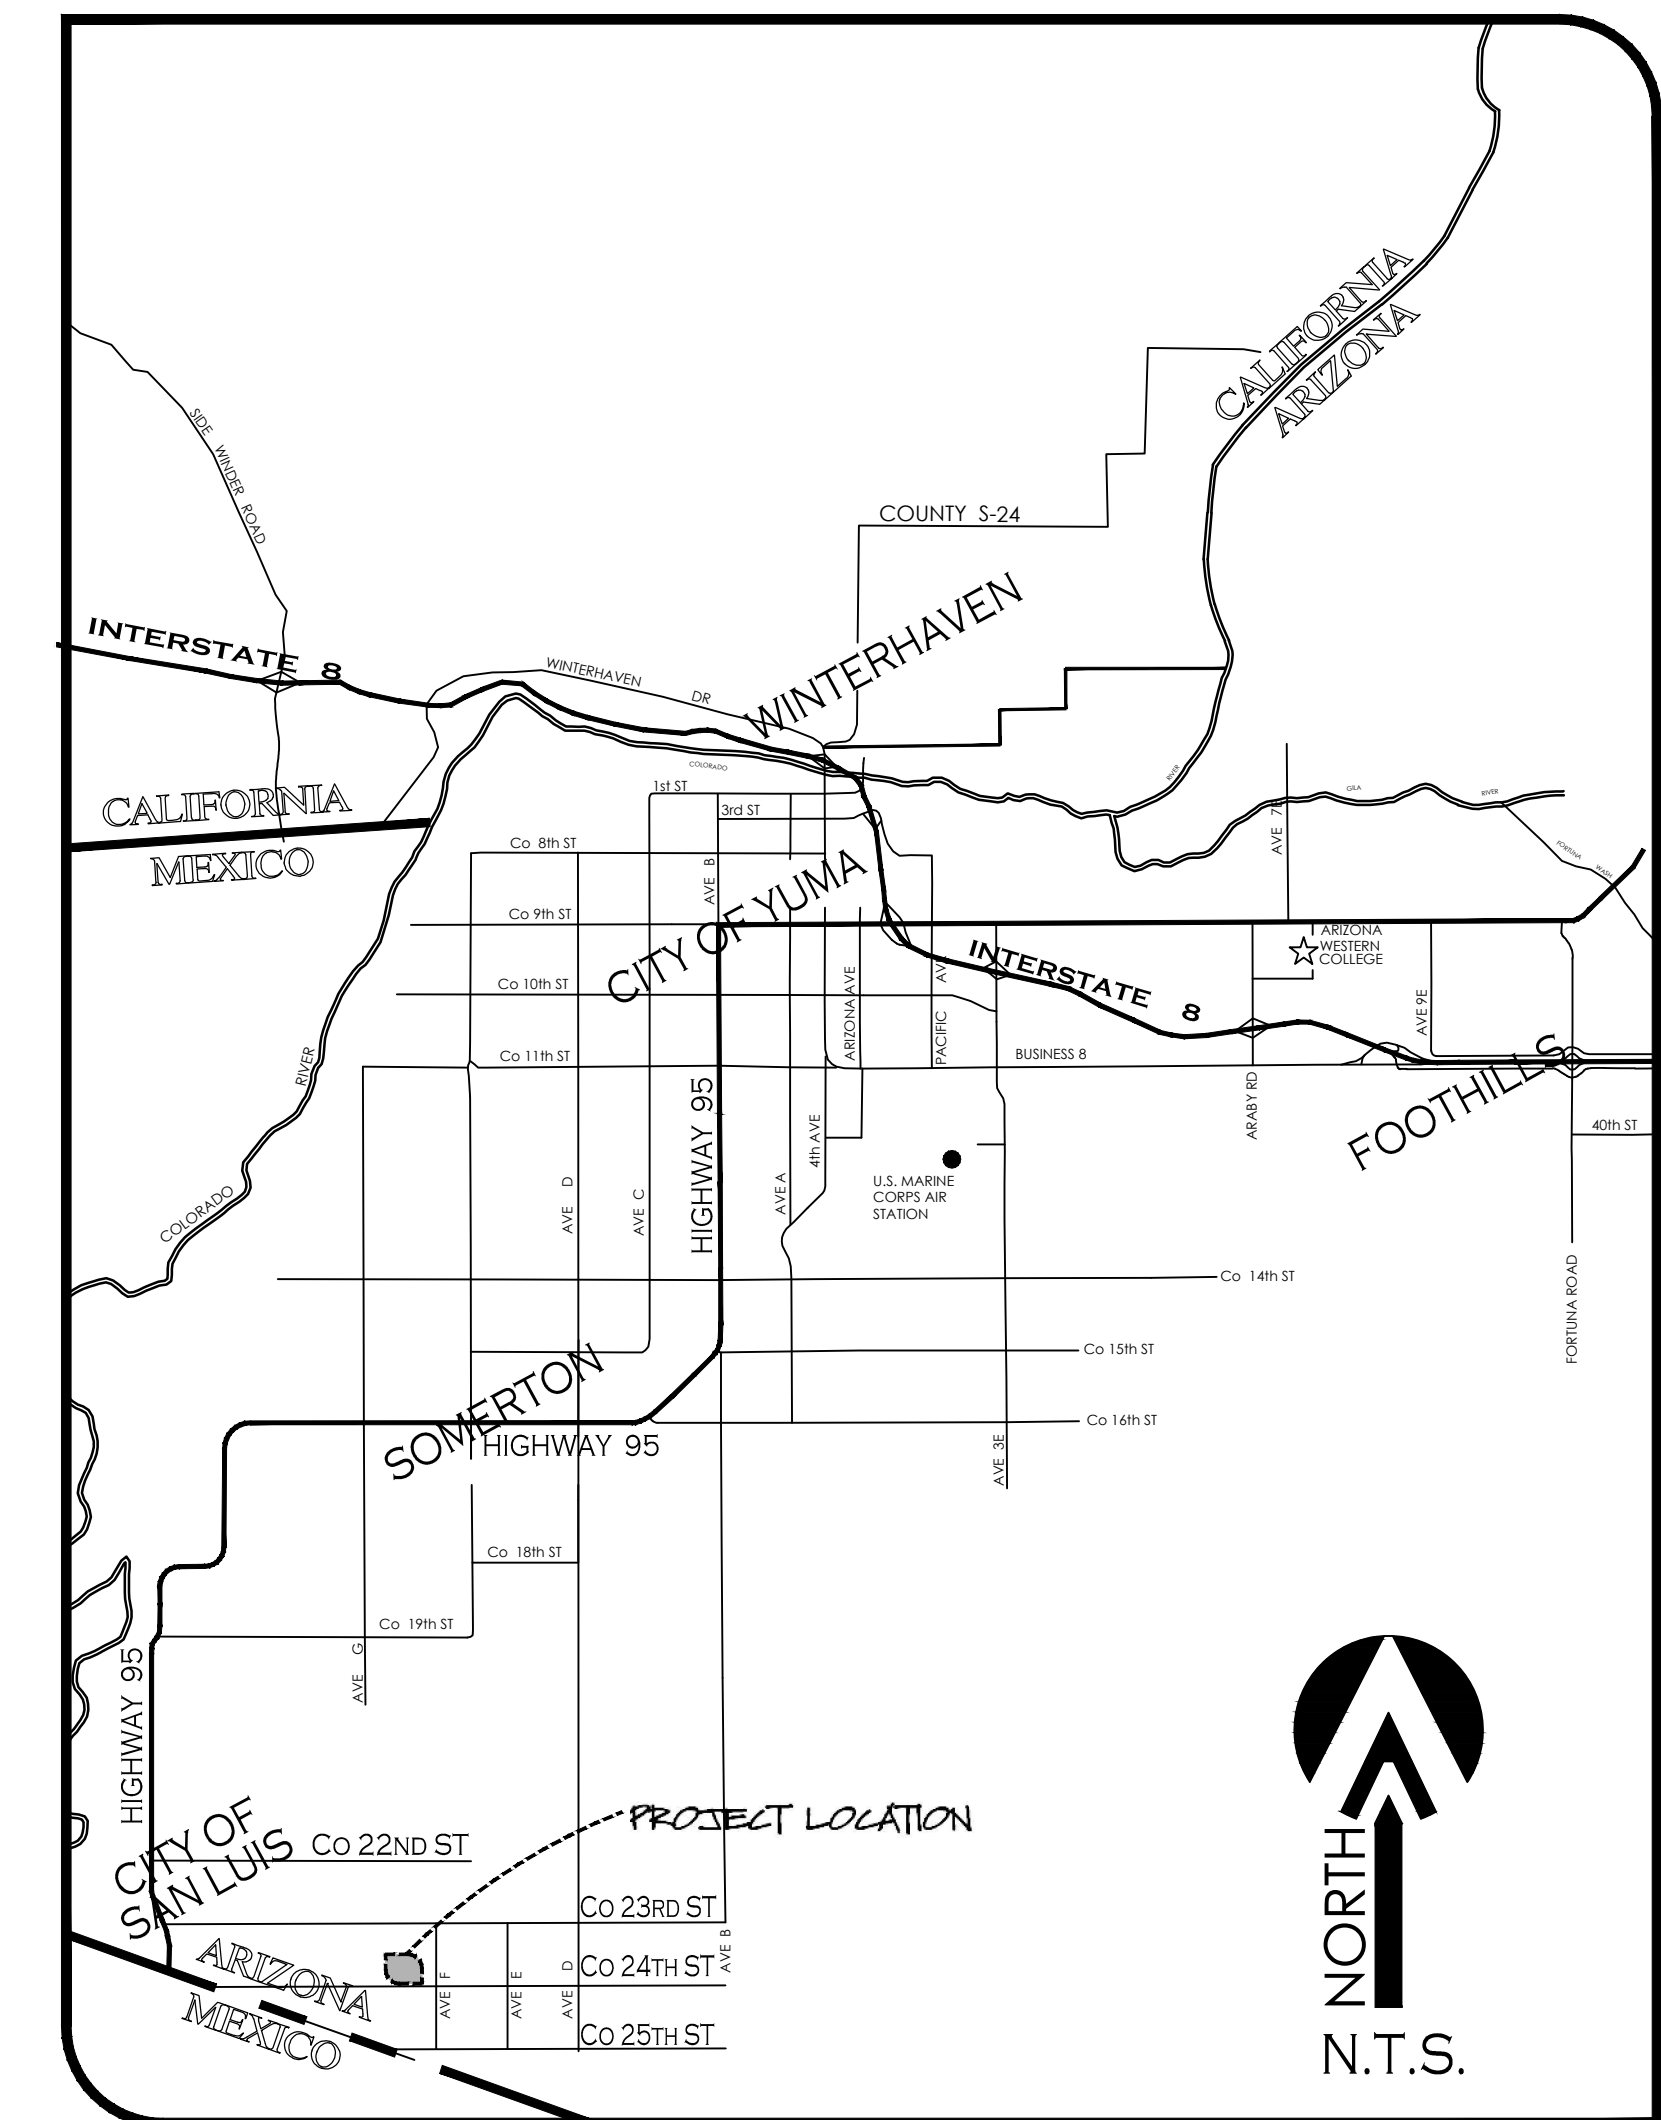 CALIFORNIA
ARIZONA
SIDE WINDER ROAD
COUNTY S-24
INTERSTATE 8
WINTERHAVEN DR
WINTERHAVEN
COLORADO
RIVER
GILA
RIVER
FORTUNA
WASH
CALIFORNIA
MEXICO
1st ST
3rd ST
AVE 7E
Co 8th ST
AVE B
CITY OF YUMA
Co 9th ST
ARIZONA
WESTERN
COLLEGE
INTERSTATE 8
Co 10th ST
ARIZONA AVE
PACIFIC AVE
AVE 9E
Co 11th ST
BUSINESS 8
RIVER
COLORADO
HIGHWAY 95
4th AVE
ARABY RD
FOOTHILLS
40th ST
AVE D
AVE C
AVE A
U.S. MARINE
CORPS AIR
STATION
FORTUNA ROAD
Co 14th ST
Co 15th ST
SOMERTON
Co 16th ST
HIGHWAY 95
AVE 3E
Co 18th ST
Co 19th ST
AVE G
HIGHWAY 95
PROJECT LOCATION
CITY OF
SAN LUIS
Co 22ND ST
Co 23RD ST
AVE B
ARIZONA
MEXICO
Co 24TH ST
AVE F
AVE E
AVE D
Co 25TH ST
NORTH
N.T.S.